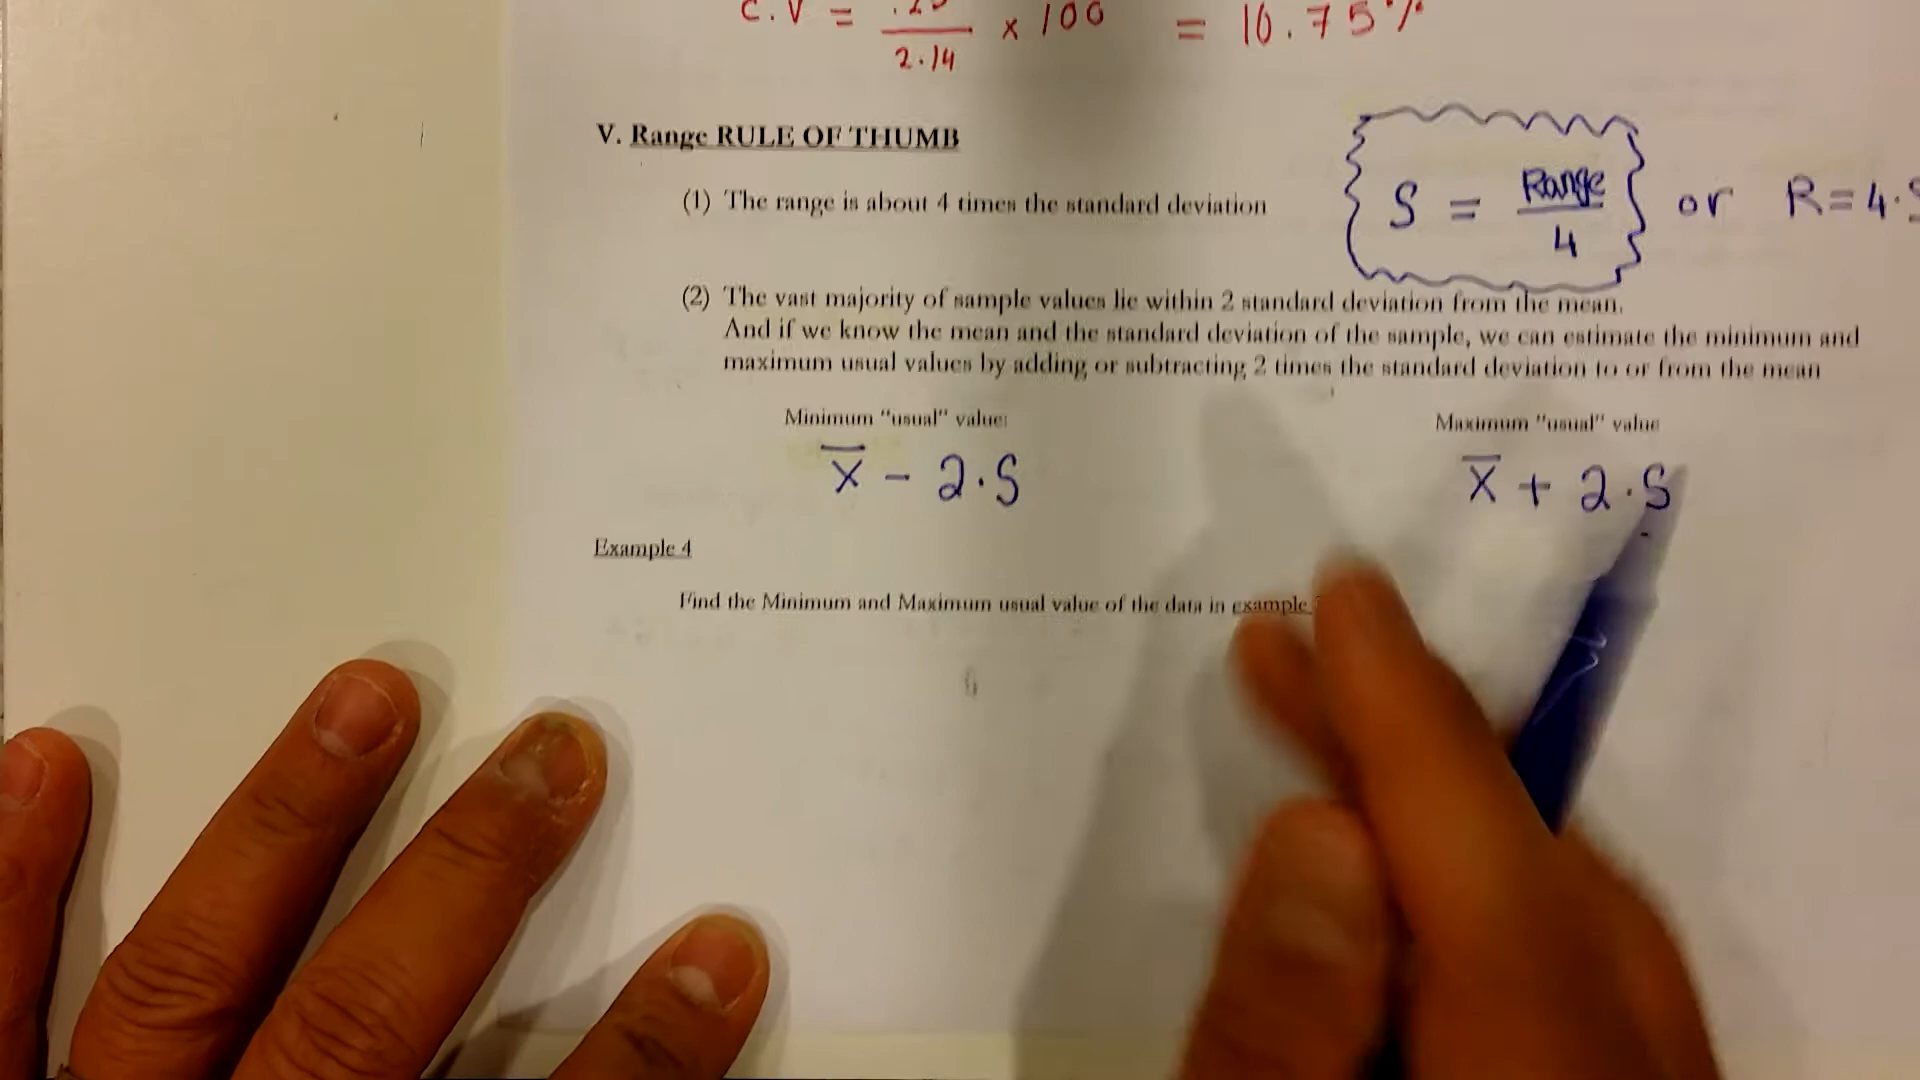 C.V = .23/2.14 x 100 = 10.75%
V. Range RULE OF THUMB
(1) The range is about 4 times the standard deviation
S = Range/4 or R=4.S
(2) The vast majority of sample values lie within 2 standard deviation from the mean.
And if we know the mean and the standard deviation of the sample, we can estimate the minimum and
maximum usual values by adding or subtracting 2 times the standard deviation to or from the mean
Minimum "usual" value:
Maximum "usual" value
x̄ - 2.S
x̄ + 2.S
Example 4
Find the Minimum and Maximum usual value of the data in example